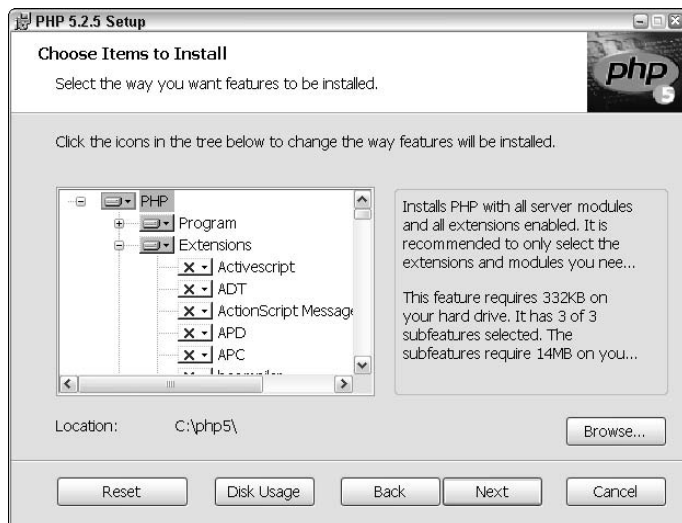 PHP 5.2.5 Setup
Choose Items to Install
Select the way you want features to be installed.
php
5
Click the icons in the tree below to change the way features will be installed.
PHP
Program
Extensions
Activescript
ADT
ActionScript Message
APD
APC
Installs PHP with all server modules
and all extensions enabled. It is
recommended to only select the
extensions and modules you nee...
This feature requires 332KB on
your hard drive. It has 3 of 3
subfeatures selected. The
subfeatures require 14MB on you...
Location: C:\php5\
Browse...
Reset Disk Usage Back Next Cancel